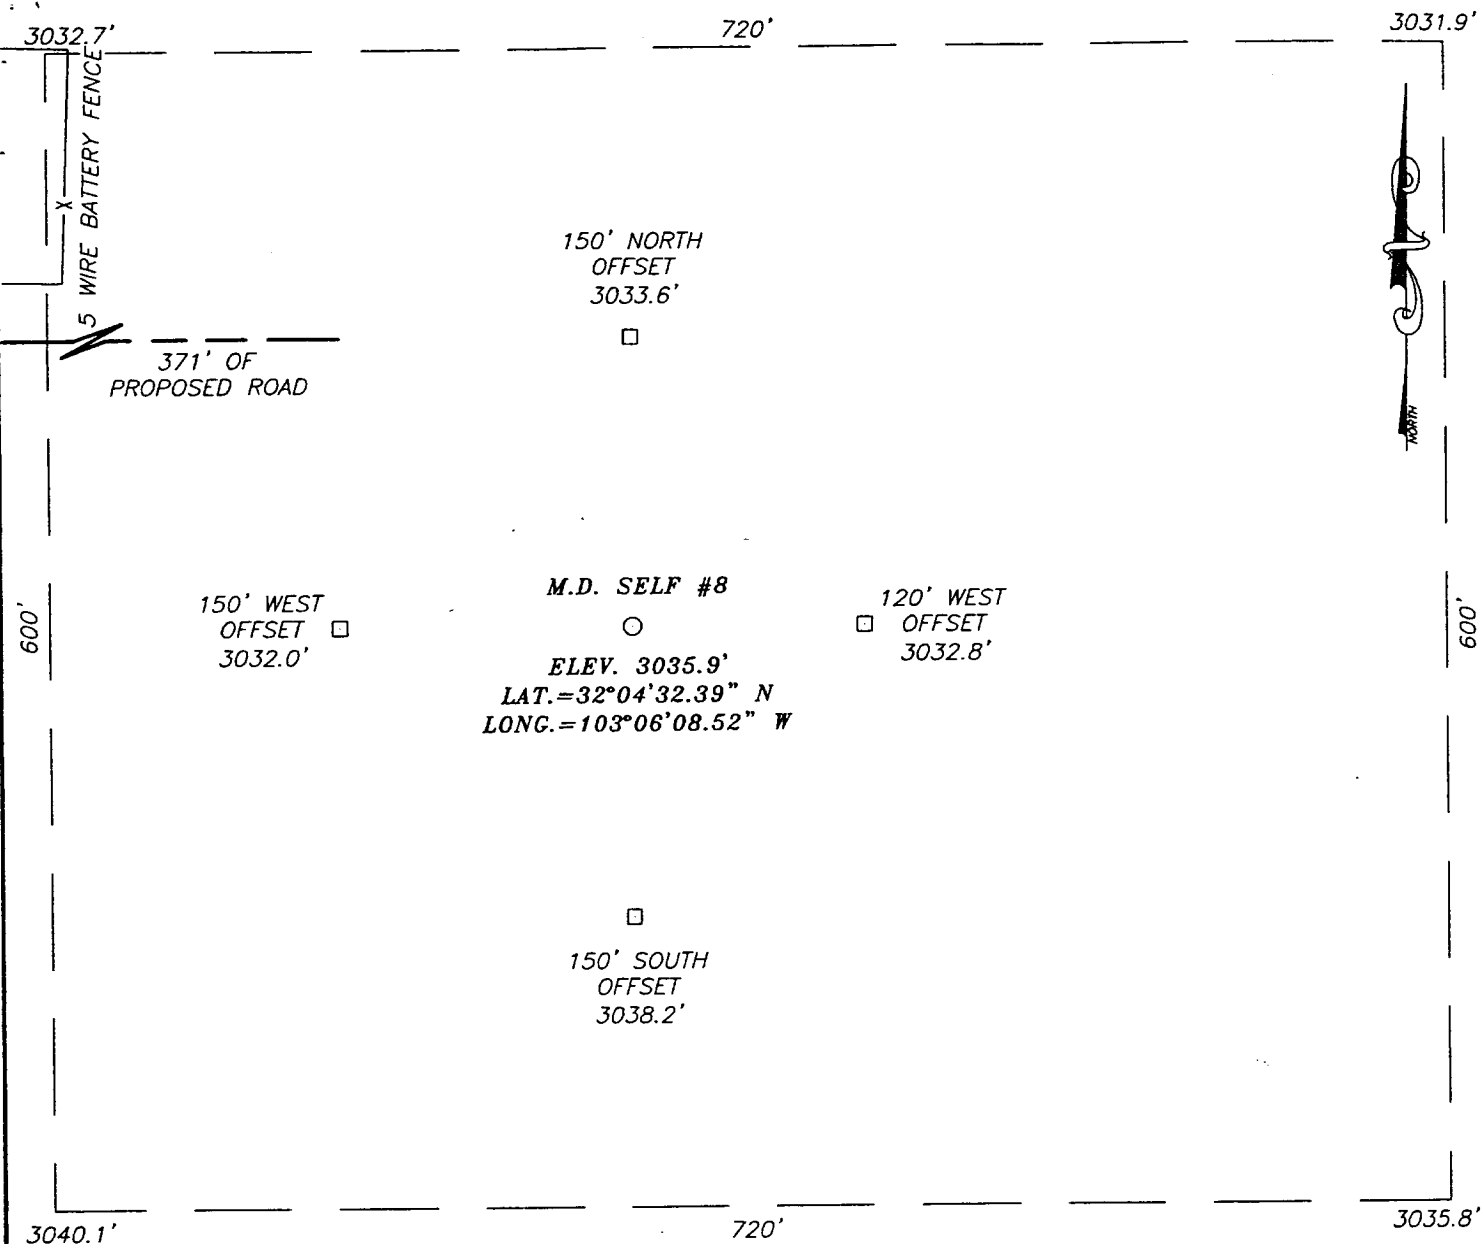 3032.7'
720'
3031.9'
5 WIRE BATTERY FENCE
150' NORTH
OFFSET
3033.6'
371' OF
PROPOSED ROAD
NORTH
600'
150' WEST
OFFSET
3032.0'
M.D. SELF #8
ELEV. 3035.9'
LAT.=32°04'32.39" N
LONG.=103°06'08.52" W
120' WEST
OFFSET
3032.8'
600'
150' SOUTH
OFFSET
3038.2'
3040.1'
720'
3035.8'